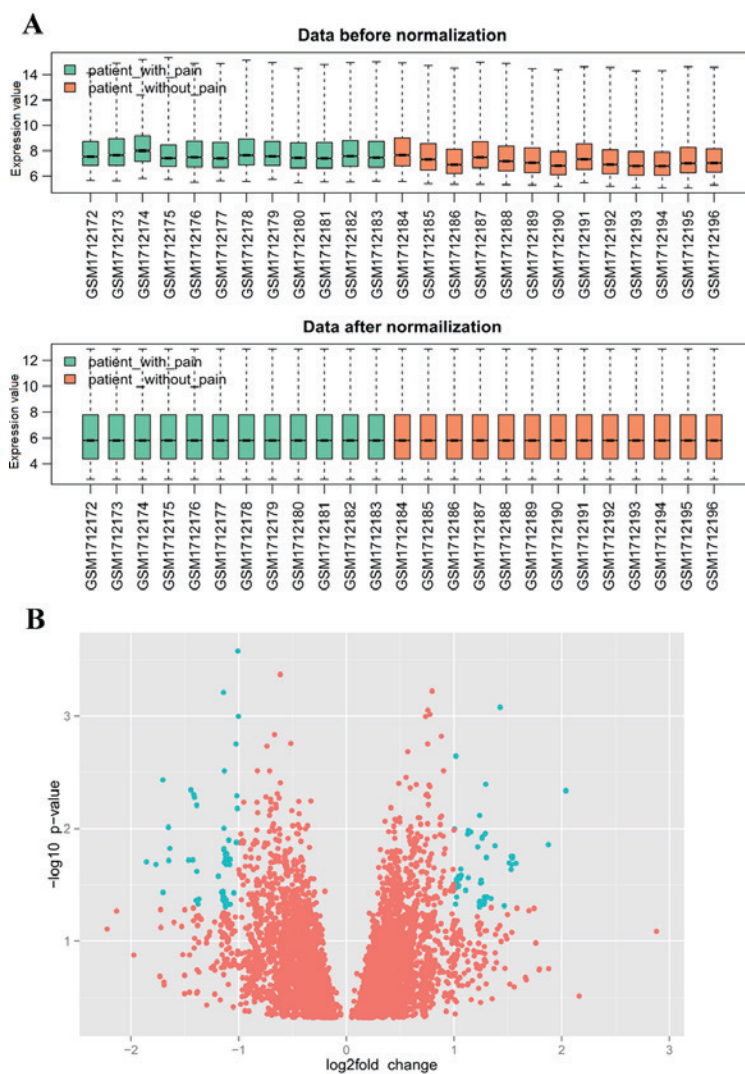 A
Data before normalization
Expression value
14
12
10
8
6
patient_with_pain
patient_without_pain
GSM1712172
GSM1712173
GSM1712174
GSM1712175
GSM1712176
GSM1712177
GSM1712178
GSM1712179
GSM1712180
GSM1712181
GSM1712182
GSM1712183
GSM1712184
GSM1712185
GSM1712186
GSM1712187
GSM1712188
GSM1712189
GSM1712190
GSM1712191
GSM1712192
GSM1712193
GSM1712194
GSM1712195
GSM1712196
Data after normailization
Expression value
12
10
8
6
4
patient_with_pain
patient_without_pain
GSM1712172
GSM1712173
GSM1712174
GSM1712175
GSM1712176
GSM1712177
GSM1712178
GSM1712179
GSM1712180
GSM1712181
GSM1712182
GSM1712183
GSM1712184
GSM1712185
GSM1712186
GSM1712187
GSM1712188
GSM1712189
GSM1712190
GSM1712191
GSM1712192
GSM1712193
GSM1712194
GSM1712195
GSM1712196
B
−log10 p-value
3
2
1
−2
−1
0
1
2
3
log2fold change